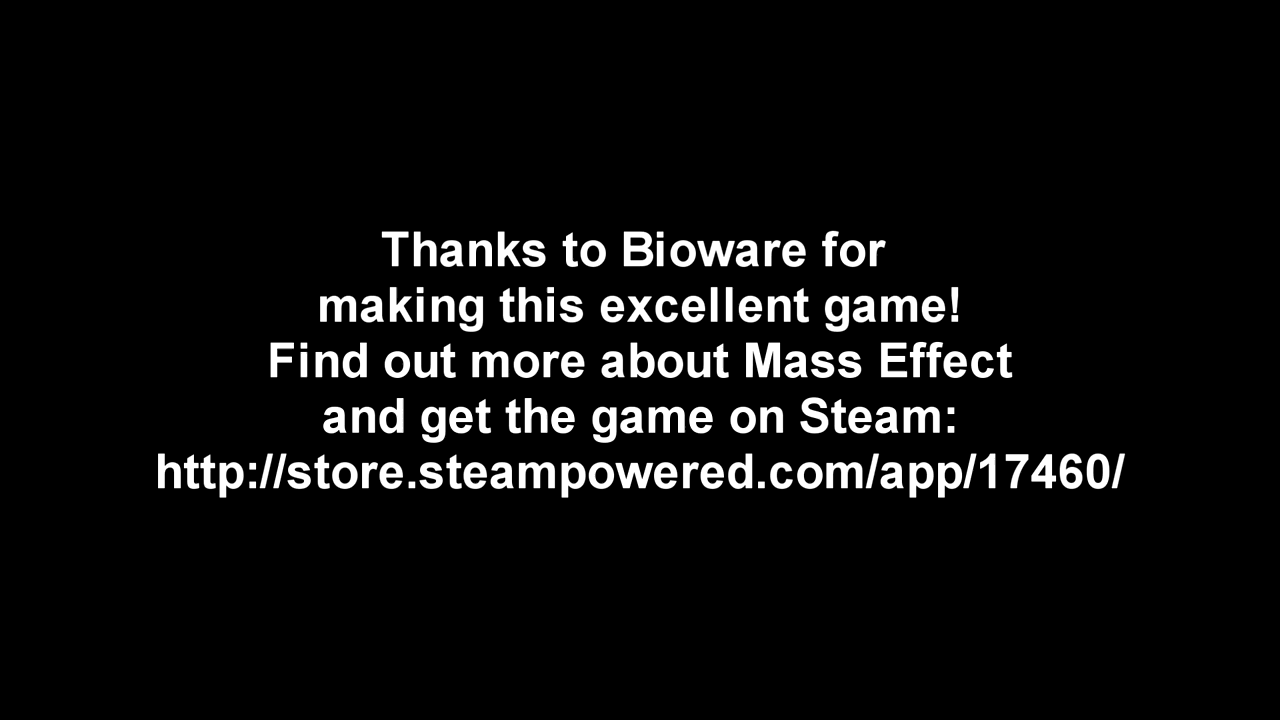 Thanks to Bioware for
making this excellent game!
Find out more about Mass Effect
and get the game on Steam:
http://store.steampowered.com/app/17460/